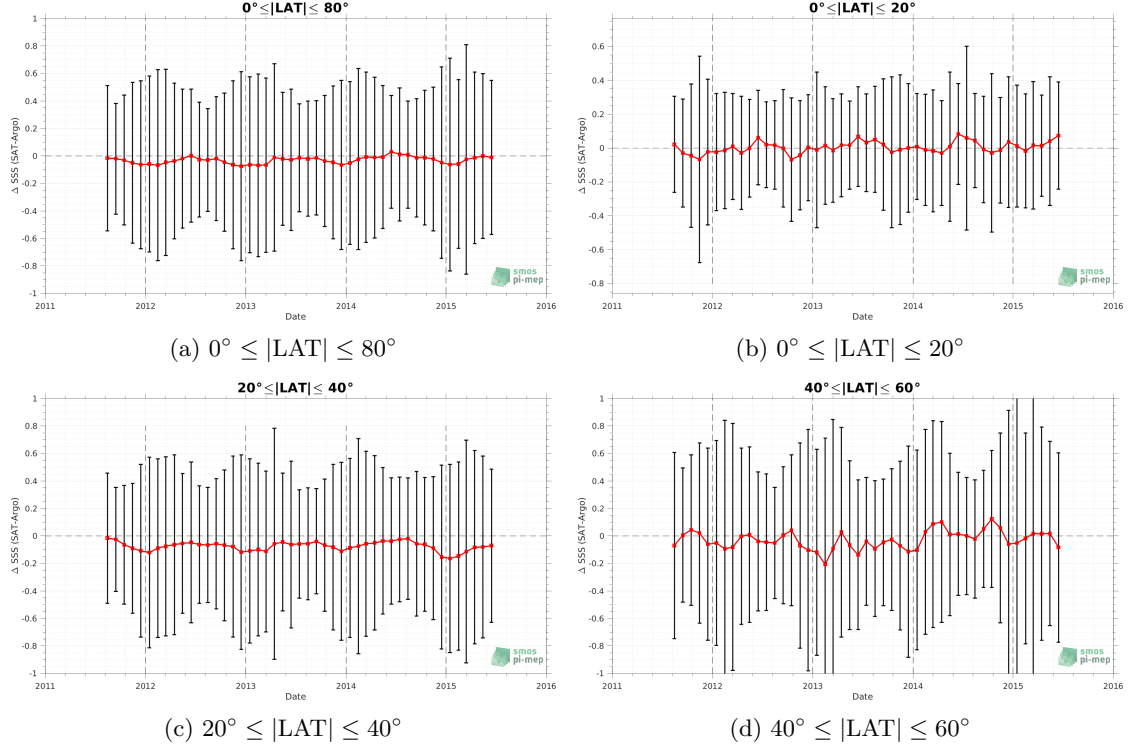 0°≤|LAT|≤ 80°
1
0.8
0.6
0.4
0.2
0
-0.2
-0.4
-0.6
-0.8
-1
Δ SSS (SAT-Argo)
2011 2012 2013 2014 2015 2016
Date
smos
pi-mep
(a) 0° ≤ |LAT| ≤ 80°
0°≤|LAT|≤ 20°
0.6
0.4
0.2
0
-0.2
-0.4
-0.6
-0.8
Δ SSS (SAT-Argo)
2011 2012 2013 2014 2015 2016
Date
smos
pi-mep
(b) 0° ≤ |LAT| ≤ 20°
20°≤|LAT|≤ 40°
1
0.8
0.6
0.4
0.2
0
-0.2
-0.4
-0.6
-0.8
-1
Δ SSS (SAT-Argo)
2011 2012 2013 2014 2015 2016
Date
smos
pi-mep
(c) 20° ≤ |LAT| ≤ 40°
40°≤|LAT|≤ 60°
1
0.8
0.6
0.4
0.2
0
-0.2
-0.4
-0.6
-0.8
-1
Δ SSS (SAT-Argo)
2011 2012 2013 2014 2015 2016
Date
smos
pi-mep
(d) 40° ≤ |LAT| ≤ 60°